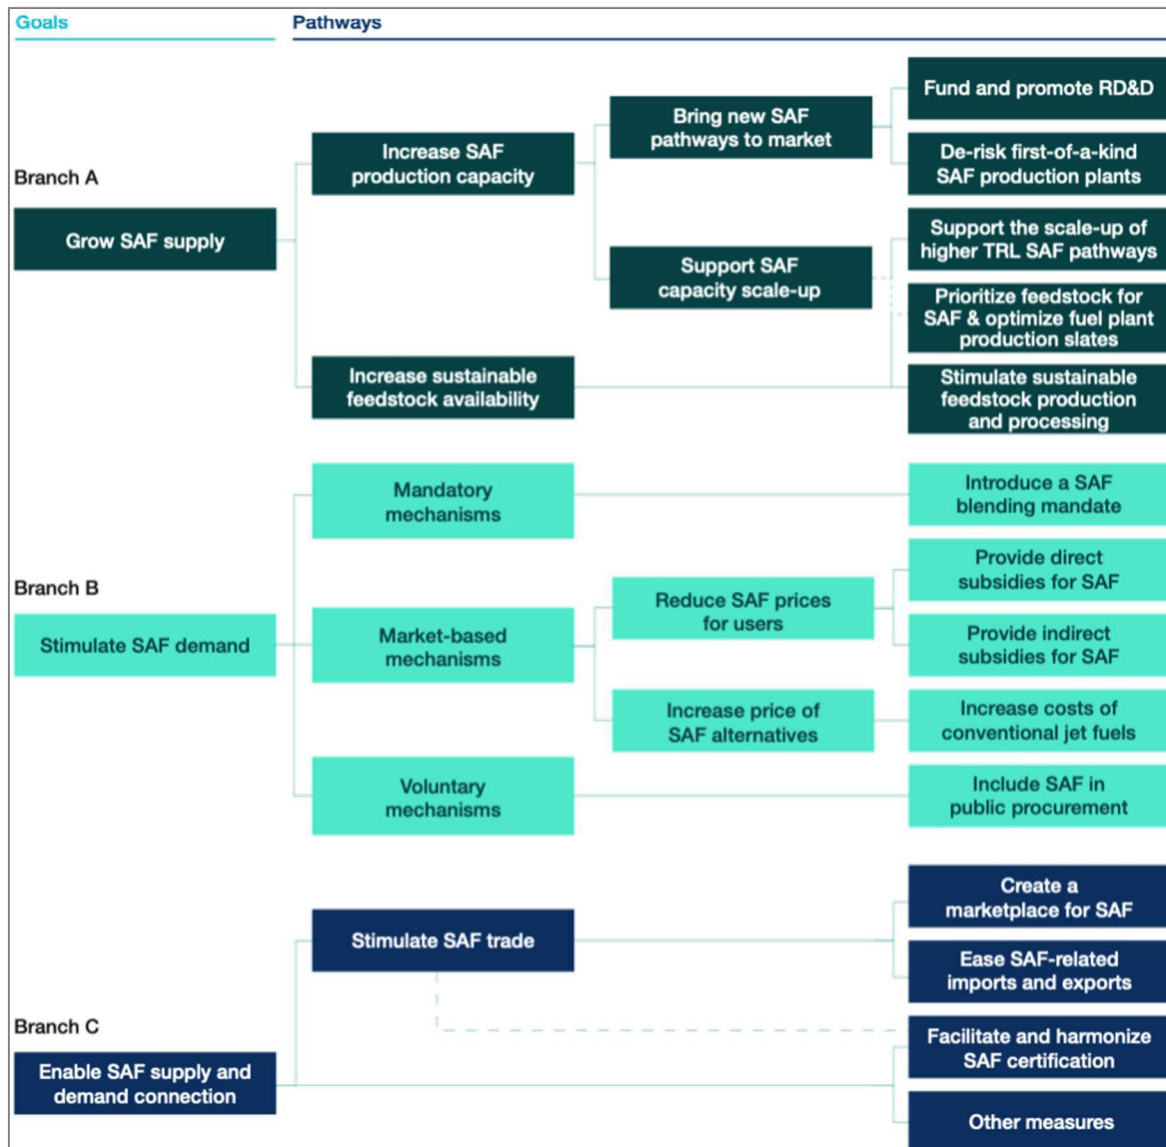 Goals
Pathways
Branch A
Grow SAF supply
Increase SAF
production capacity
Bring new SAF
pathways to market
Fund and promote RD&D
De-risk first-of-a-kind
SAF production plants
Support SAF
capacity scale-up
Support the scale-up of
higher TRL SAF pathways
Prioritize feedstock for
SAF & optimize fuel plant
production slates
Increase sustainable
feedstock availability
Stimulate sustainable
feedstock production
and processing
Branch B
Stimulate SAF demand
Mandatory
mechanisms
Introduce a SAF
blending mandate
Market-based
mechanisms
Reduce SAF prices
for users
Provide direct
subsidies for SAF
Provide indirect
subsidies for SAF
Increase price of
SAF alternatives
Increase costs of
conventional jet fuels
Voluntary
mechanisms
Include SAF in
public procurement
Branch C
Enable SAF supply and
demand connection
Stimulate SAF trade
Create a
marketplace for SAF
Ease SAF-related
imports and exports
Facilitate and harmonize
SAF certification
Other measures